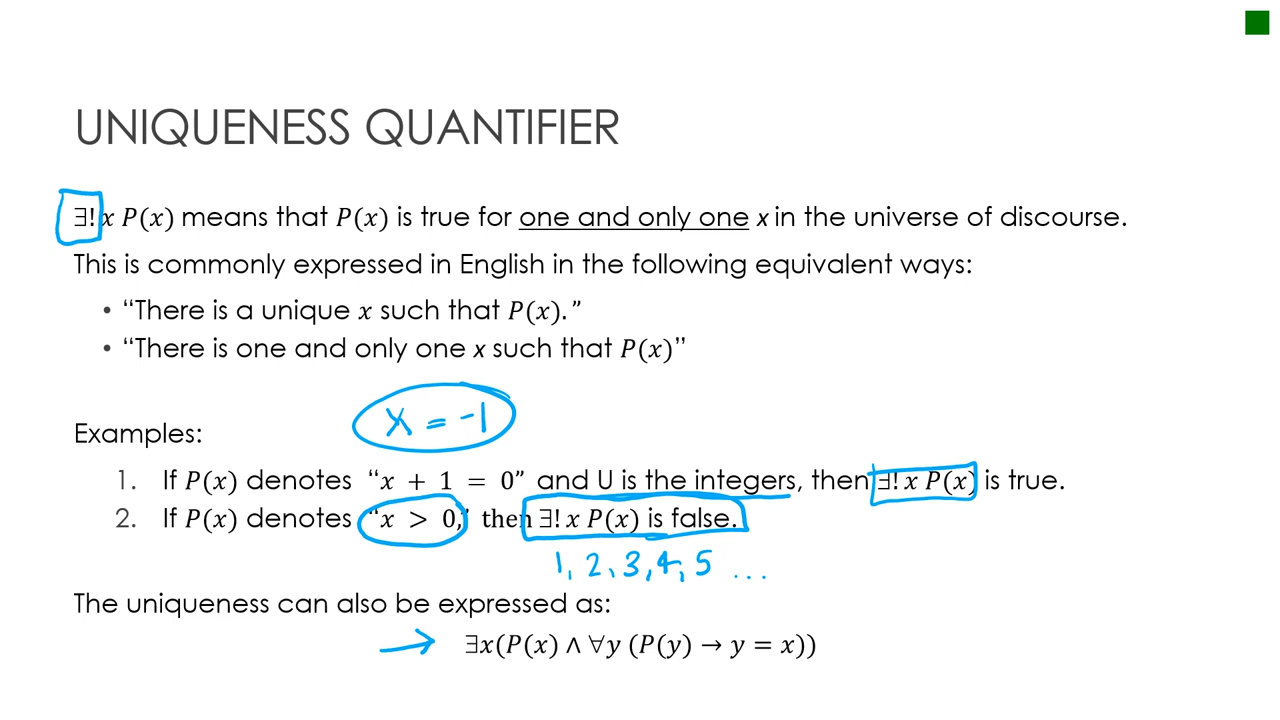 UNIQUENESS QUANTIFIER
∃! x P(x) means that P(x) is true for one and only one x in the universe of discourse.
This is commonly expressed in English in the following equivalent ways:
• “There is a unique x such that P(x).”
• “There is one and only one x such that P(x)”
x = -1
Examples:
1. If P(x) denotes “x + 1 = 0” and U is the integers, then ∃! x P(x) is true.
2. If P(x) denotes “x > 0,” then ∃! x P(x) is false.
1, 2, 3, 4, 5 ...
The uniqueness can also be expressed as:
→ ∃x(P(x) ∧ ∀y (P(y) → y = x))